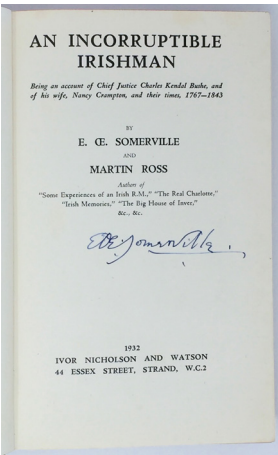 AN INCORRUPTIBLE
IRISHMAN
Being an account of Chief Justice Charles Kendal Bushe, and
of his wife, Nancy Crampton, and their times, 1767—1843
BY
E. Œ. SOMERVILLE
AND
MARTIN ROSS
Authors of
"Some Experiences of an Irish R.M.," "The Real Charlotte,"
"Irish Memories," "The Big House of Inver,"
&c., &c.
E Œ Somerville.
1932
IVOR NICHOLSON AND WATSON
44 ESSEX STREET, STRAND, W.C.2